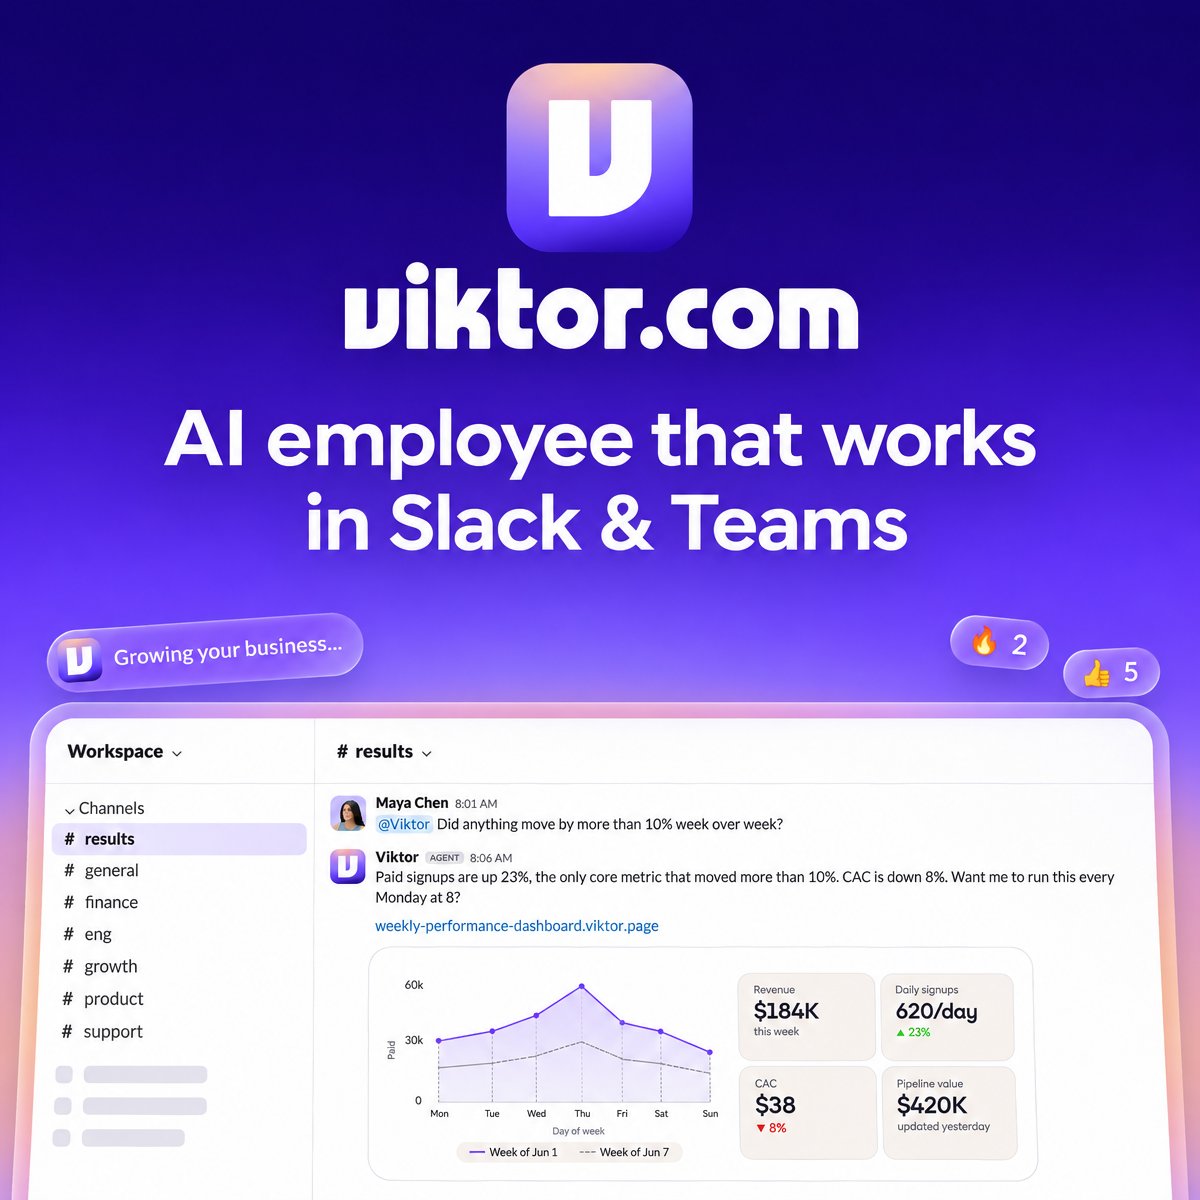 viktor.com
AI employee that works
in Slack & Teams
Growing your business...
🔥 2
👍 5
Workspace
# results
Channels
# results
# general
# finance
# eng
# growth
# product
# support
Maya Chen 8:01 AM
@Viktor Did anything move by more than 10% week over week?
Viktor AGENT 8:06 AM
Paid signups are up 23%, the only core metric that moved more than 10%. CAC is down 8%. Want me to run this every
Monday at 8?
weekly-performance-dashboard.viktor.page
60k
30k
0
Paid
Mon Tue Wed Thu Fri Sat Sun
Day of week
Week of Jun 1 Week of Jun 7
Revenue
$184K
this week
Daily signups
620/day
▲ 23%
CAC
$38
▼ 8%
Pipeline value
$420K
updated yesterday